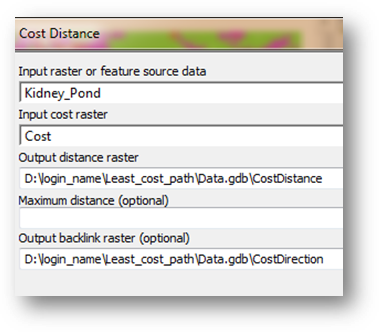 Cost Distance
Input raster or feature source data
Kidney_Pond
Input cost raster
Cost
Output distance raster
D:\login_name\Least_cost_path\Data.gdb\CostDistance
Maximum distance (optional)
Output backlink raster (optional)
D:\login_name\Least_cost_path\Data.gdb\CostDirection